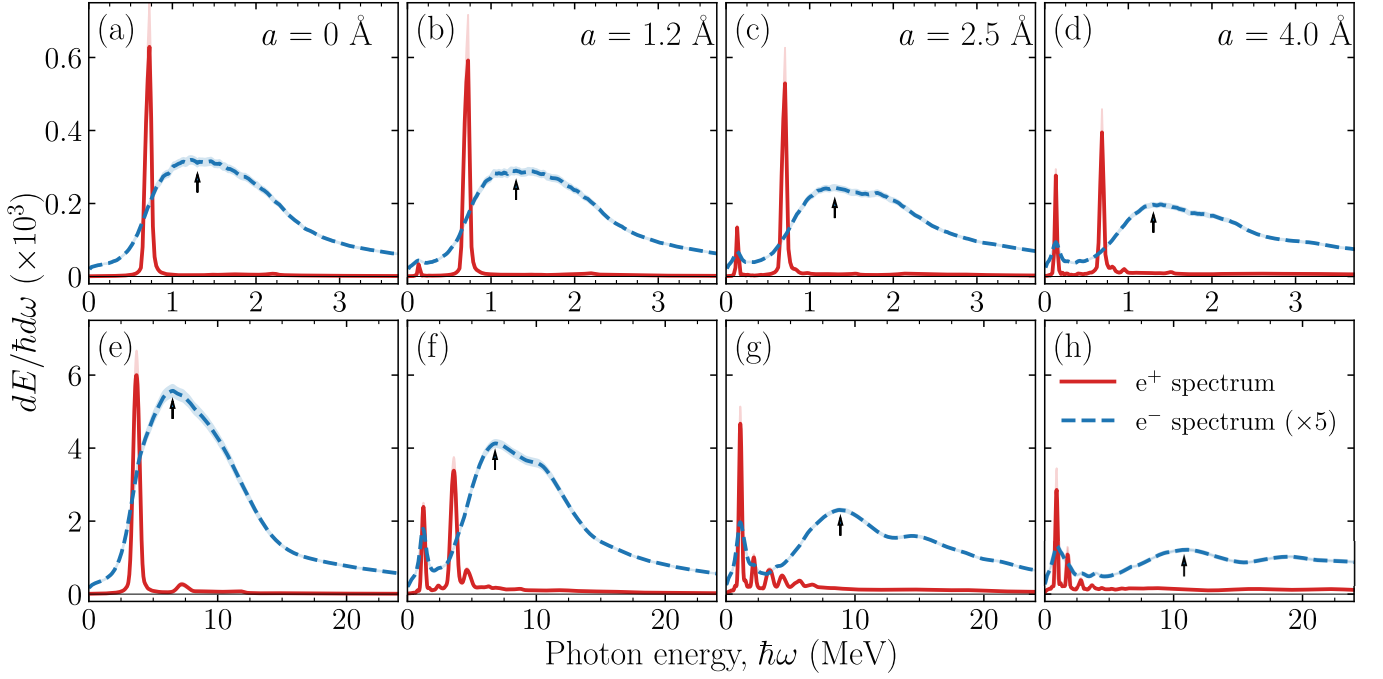 (a) a = 0 Å
(b) a = 1.2 Å
(c) a = 2.5 Å
(d) a = 4.0 Å
0.6
0.4
0.2
0
0 1 2 3
0 1 2 3
0 1 2 3
0 1 2 3
dE/ħdω (×10³)
(e)
(f)
(g)
(h)
e⁺ spectrum
e⁻ spectrum (×5)
6
4
2
0
0 10 20
0 10 20
0 10 20
0 10 20
Photon energy, ħω (MeV)